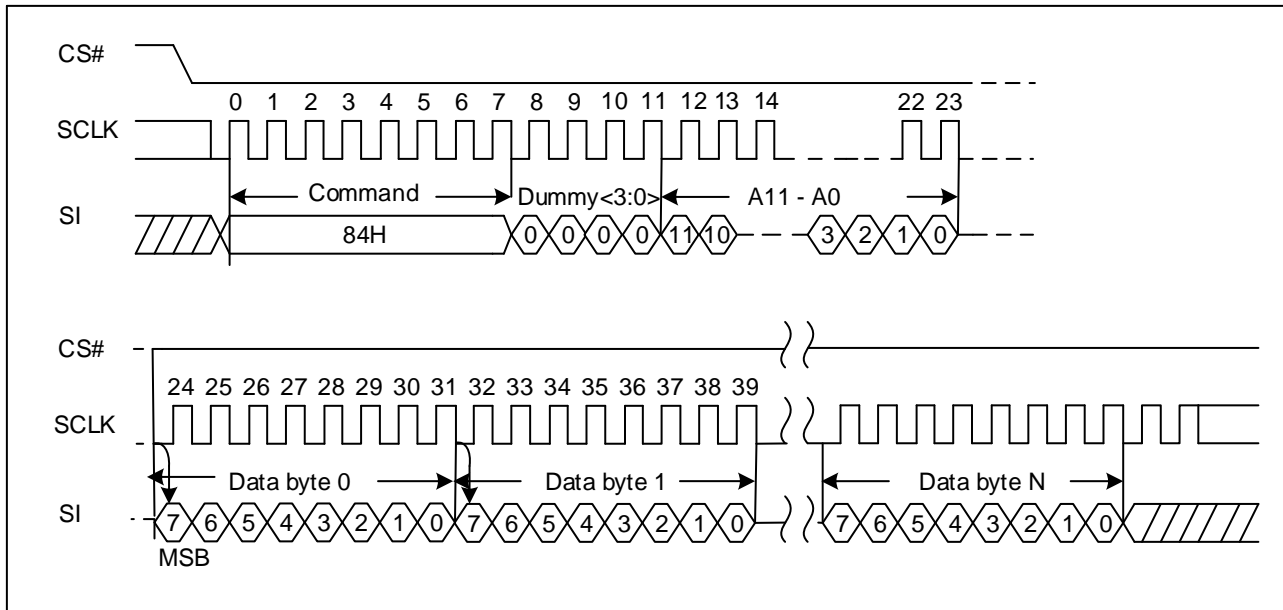 CS#
0 1 2 3 4 5 6 7 8 9 10 11 12 13 14 22 23
SCLK
Command Dummy<3:0> A11 - A0
SI
84H 0 0 0 0 11 10 3 2 1 0
CS#
24 25 26 27 28 29 30 31 32 33 34 35 36 37 38 39
SCLK
Data byte 0 Data byte 1 Data byte N
SI
7 6 5 4 3 2 1 0 7 6 5 4 3 2 1 0 7 6 5 4 3 2 1 0
MSB